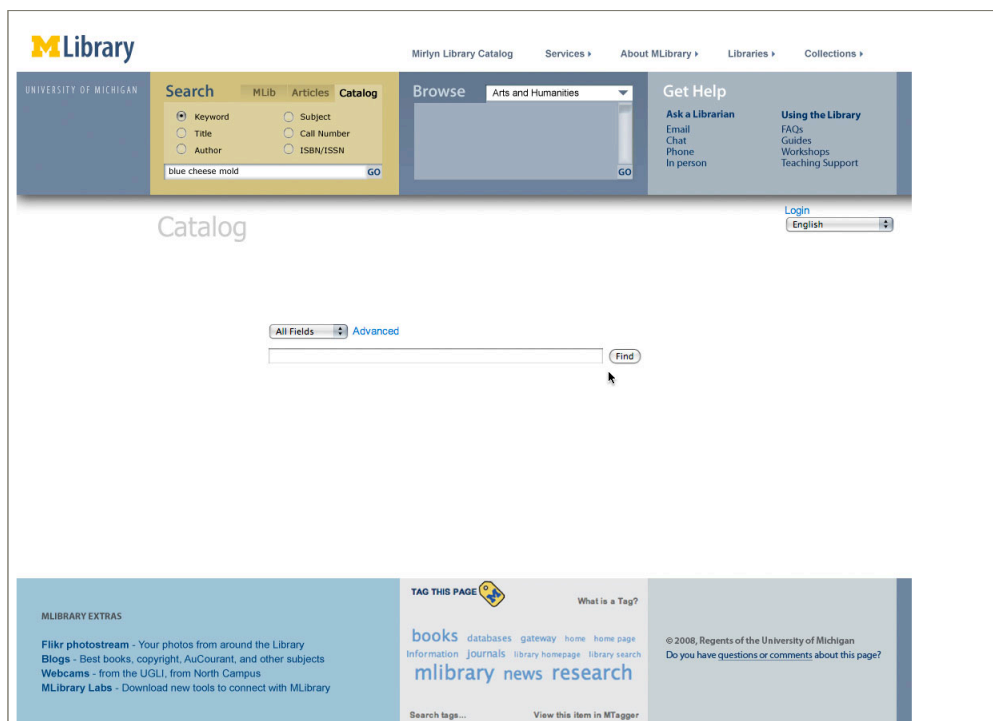 MLibrary
Mirlyn Library Catalog Services About MLibrary Libraries Collections
UNIVERSITY OF MICHIGAN
Search MLib Articles Catalog
Keyword Subject
Title Call Number
Author ISBN/ISSN
blue cheese mold GO
Browse Arts and Humanities
GO
Get Help
Ask a Librarian
Email
Chat
Phone
In person
Using the Library
FAQs
Guides
Workshops
Teaching Support
Catalog
Login
English
All Fields Advanced
Find
MLIBRARY EXTRAS
Flikr photostream - Your photos from around the Library
Blogs - Best books, copyright, AuCourant, and other subjects
Webcams - from the UGLI, from North Campus
MLibrary Labs - Download new tools to connect with MLibrary
TAG THIS PAGE
What is a Tag?
books databases gateway home home page
Information journals library homepage library search
mlibrary news research
Search tags... View this item in MTagger
© 2008, Regents of the University of Michigan
Do you have questions or comments about this page?